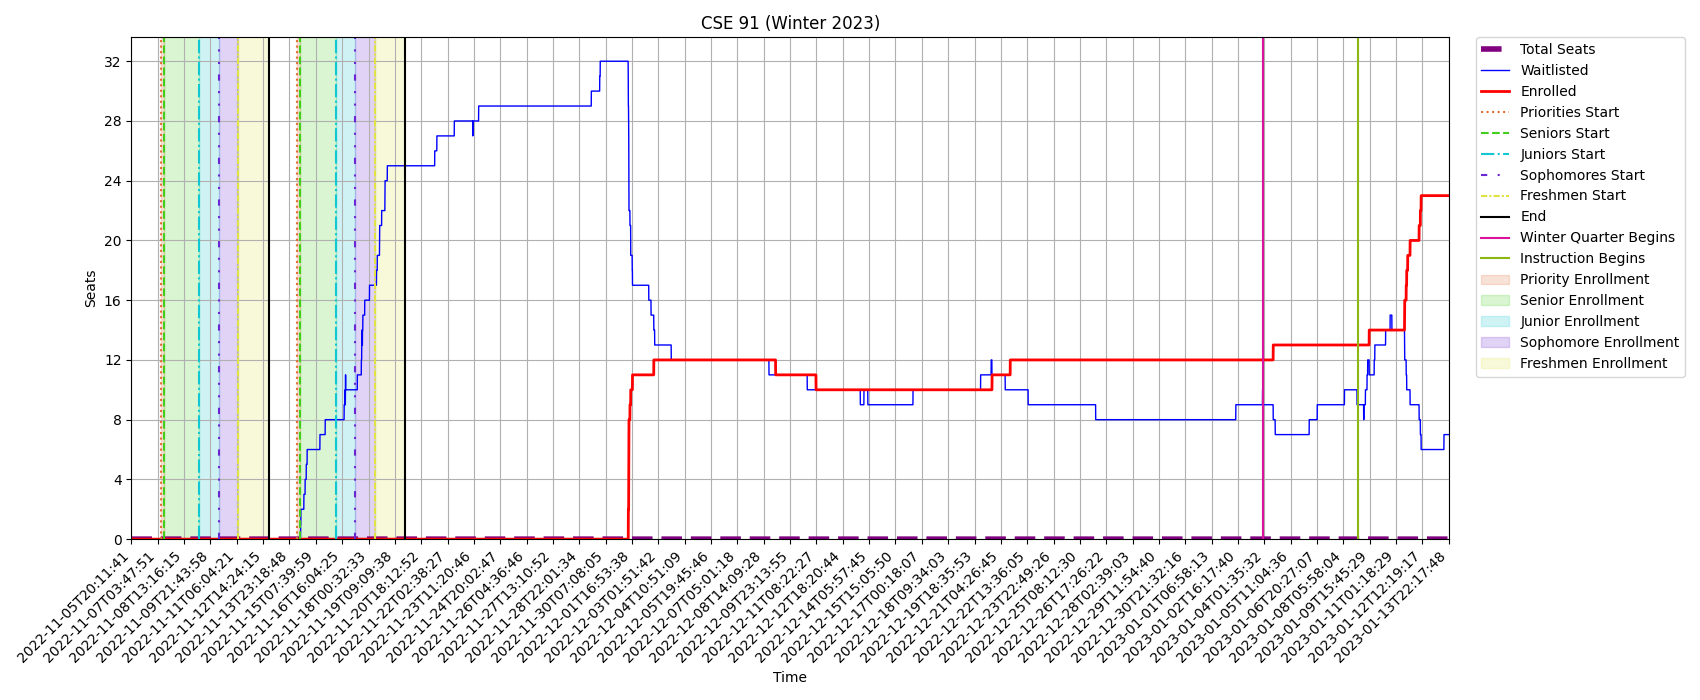 CSE 91 (Winter 2023)
Seats
32
28
24
20
16
12
8
4
0
2022-11-05T20:11:41
2022-11-07T03:47:51
2022-11-08T13:16:15
2022-11-09T21:43:58
2022-11-11T06:04:21
2022-11-12T14:24:15
2022-11-13T23:18:49
2022-11-15T07:39:59
2022-11-16T16:04:25
2022-11-18T00:32:33
2022-11-19T09:09:38
2022-11-20T18:12:52
2022-11-22T02:38:27
2022-11-23T11:20:46
2022-11-24T20:02:47
2022-11-26T04:36:46
2022-11-27T13:10:52
2022-11-28T22:01:34
2022-11-30T07:08:05
2022-12-01T16:53:38
2022-12-03T01:51:42
2022-12-04T10:51:09
2022-12-05T19:45:46
2022-12-07T05:01:18
2022-12-08T14:09:28
2022-12-09T23:13:55
2022-12-11T08:22:27
2022-12-12T18:20:44
2022-12-14T05:57:45
2022-12-15T15:05:50
2022-12-17T00:18:07
2022-12-18T09:34:03
2022-12-19T18:35:53
2022-12-21T04:26:45
2022-12-22T13:36:05
2022-12-23T22:49:26
2022-12-25T08:12:30
2022-12-26T17:26:22
2022-12-28T02:39:03
2022-12-29T11:54:40
2022-12-30T21:32:16
2023-01-01T06:58:13
2023-01-02T16:17:40
2023-01-04T01:35:32
2023-01-05T11:04:36
2023-01-06T20:27:07
2023-01-08T05:58:04
2023-01-09T15:45:29
2023-01-11T01:18:29
2023-01-12T12:19:17
2023-01-13T22:17:48
Time
Total Seats
Waitlisted
Enrolled
Priorities Start
Seniors Start
Juniors Start
Sophomores Start
Freshmen Start
End
Winter Quarter Begins
Instruction Begins
Priority Enrollment
Senior Enrollment
Junior Enrollment
Sophomore Enrollment
Freshmen Enrollment